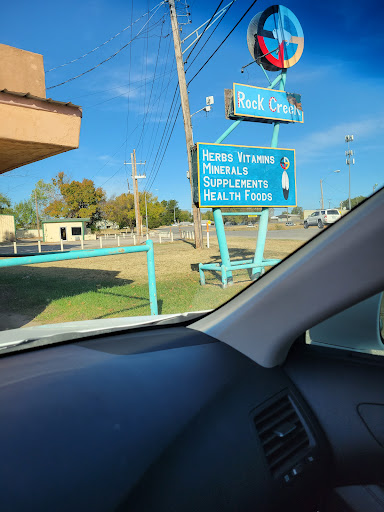 Rock Creek
Herbs Vitamins
Minerals
Supplements
Health Foods